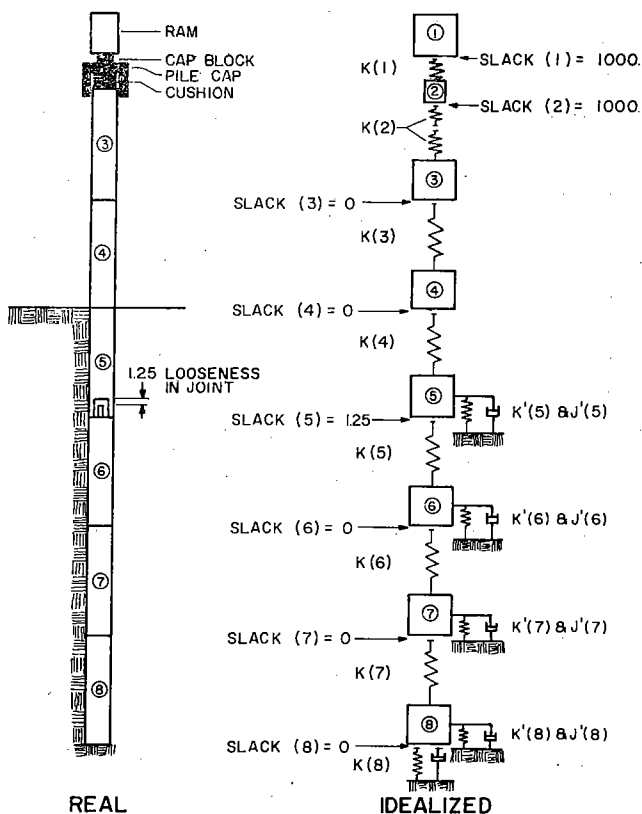 RAM
CAP BLOCK
PILE CAP
CUSHION
③
④
⑤
1.25 LOOSENESS
IN JOINT
⑥
⑦
⑧
REAL
①
SLACK (1) = 1000.
K(1)
②
SLACK (2) = 1000.
K(2)
③
SLACK (3) = 0
K(3)
④
SLACK (4) = 0
K(4)
⑤
K'(5) & J'(5)
SLACK (5) = 1.25
K(5)
⑥
K'(6) & J'(6)
SLACK (6) = 0
K(6)
⑦
K'(7) & J'(7)
SLACK (7) = 0
K(7)
⑧
K'(8) & J'(8)
SLACK (8) = 0
K(8)
IDEALIZED